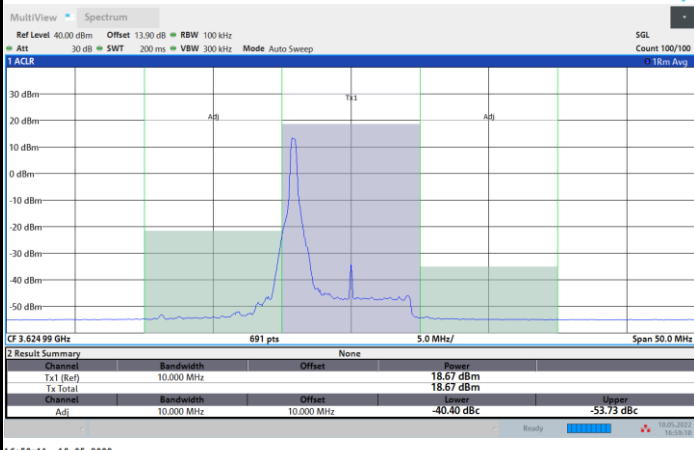 MultiView Spectrum
Ref Level 40.00 dBm Offset 13.90 dB RBW 100 kHz SGL
Att 30 dB SWT 200 ms VBW 300 kHz Mode Auto Sweep Count 100/100
1 ACLR 1Rm Avg
30 dBm
Tx1
20 dBm Adj Adj
10 dBm
0 dBm
-10 dBm
-20 dBm
-30 dBm
-40 dBm
-50 dBm
CF 3.624 99 GHz 691 pts 5.0 MHz/ Span 50.0 MHz
2 Result Summary None
Channel Bandwidth Offset Power
Tx1 (Ref) 10.000 MHz 18.67 dBm
Tx Total 18.67 dBm
Channel Bandwidth Offset Lower Upper
Adj 10.000 MHz 10.000 MHz -40.40 dBc -53.73 dBc
Ready 10.05.2022